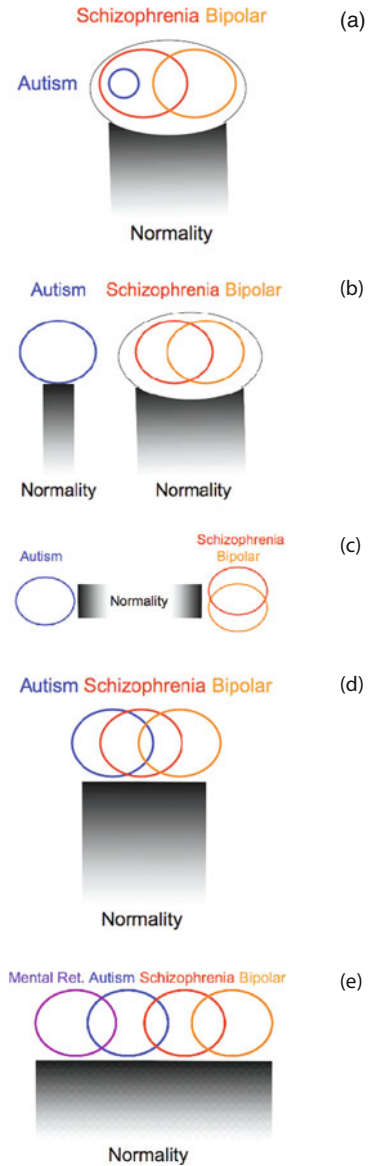 Schizophrenia Bipolar
(a)
Autism
Normality
Autism
Schizophrenia Bipolar
(b)
Normality
Normality
(c)
Schizophrenia
Autism
Bipolar
Normality
(d)
Autism Schizophrenia Bipolar
Normality
Mental Ret. Autism Schizophrenia Bipolar
(e)
Normality